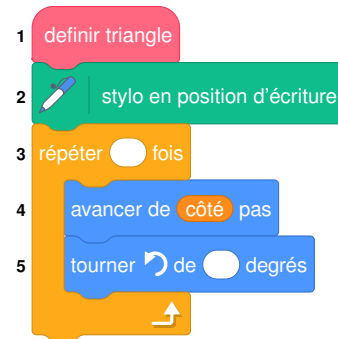 1 definir triangle
2 stylo en position d'écriture
3 répéter fois
4 avancer de côté pas
5 tourner de degrés